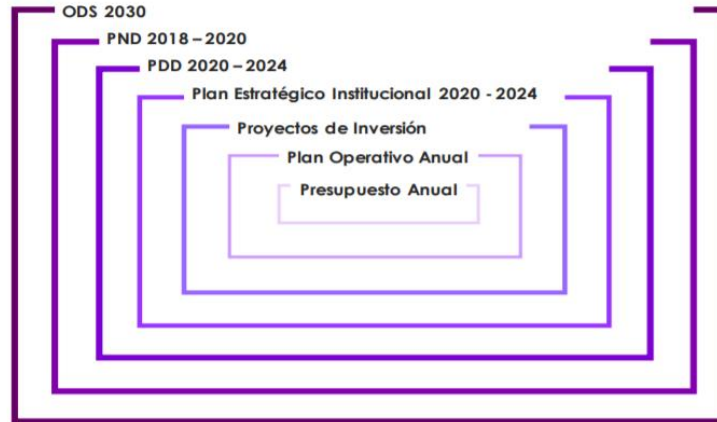 ODS 2030
PND 2018 – 2020
PDD 2020 – 2024
Plan Estratégico Institucional 2020 - 2024
Proyectos de Inversión
Plan Operativo Anual
Presupuesto Anual